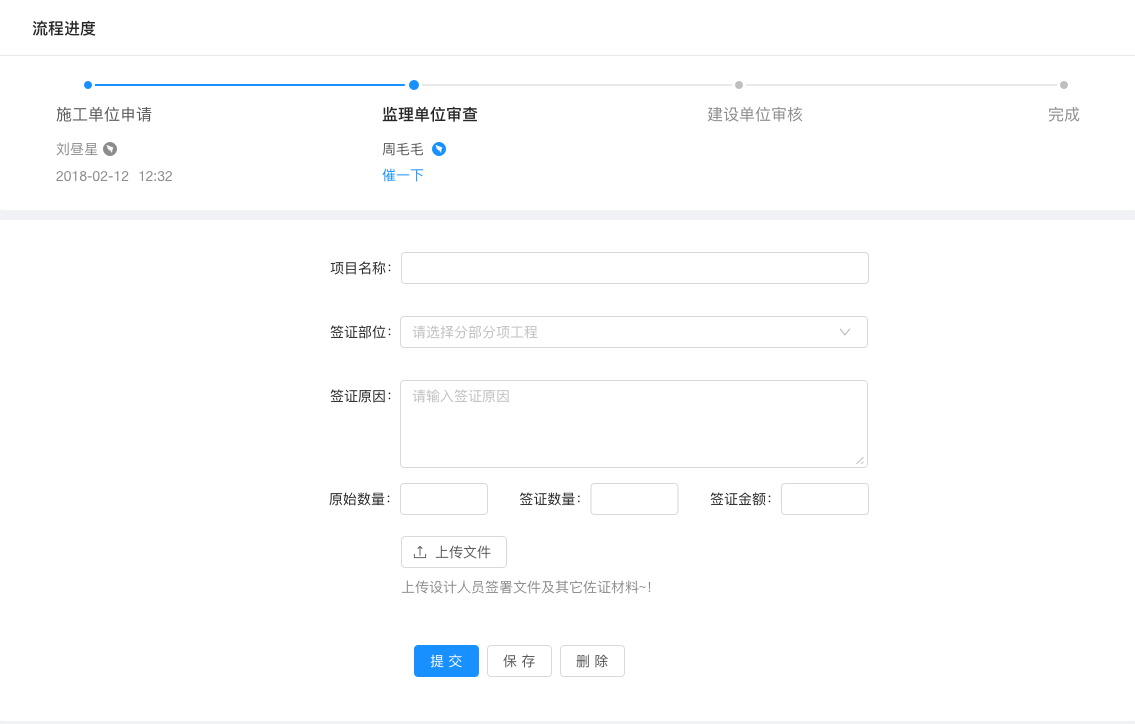 流程进度
施工单位申请 监理单位审查 建设单位审核 完成
刘昼星 周毛毛
2018-02-12 12:32 催一下
项目名称:
签证部位: 请选择分部分项工程
签证原因: 请输入签证原因
原始数量: 签证数量: 签证金额:
上传文件
上传设计人员签署文件及其它佐证材料~!
提 交 保 存 删 除